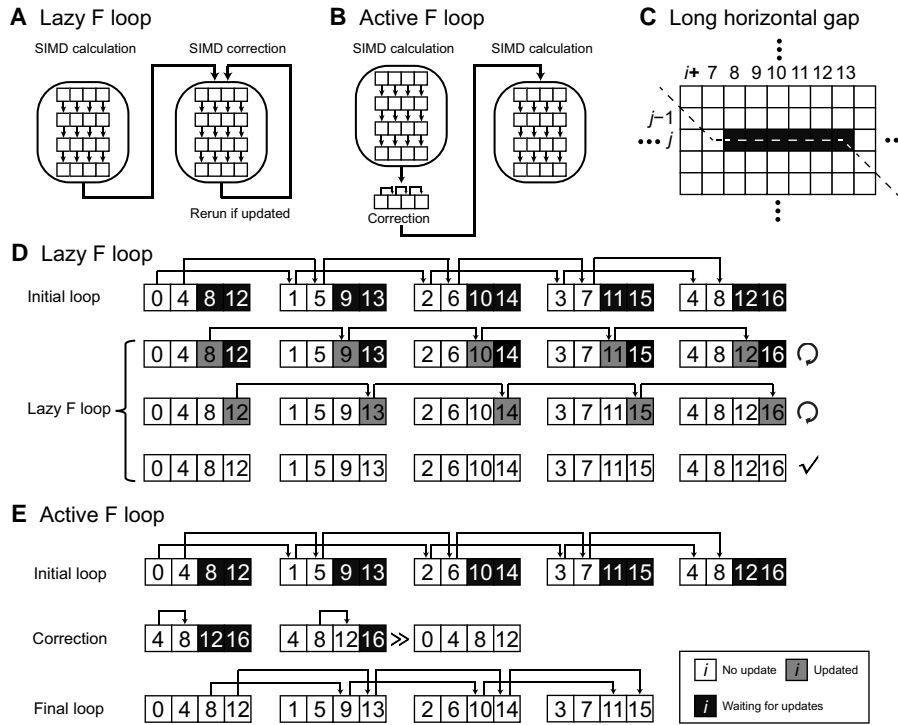 A Lazy F loop
SIMD calculation
SIMD correction
Rerun if updated
B Active F loop
SIMD calculation
SIMD calculation
Correction
C Long horizontal gap
i+ 7 8 9 10 11 12 13
j−1
j
D Lazy F loop
Initial loop
0 4 8 12 1 5 9 13 2 6 10 14 3 7 11 15 4 8 12 16
Lazy F loop
0 4 8 12 1 5 9 13 2 6 10 14 3 7 11 15 4 8 12 16
0 4 8 12 1 5 9 13 2 6 10 14 3 7 11 15 4 8 12 16
0 4 8 12 1 5 9 13 2 6 10 14 3 7 11 15 4 8 12 16
E Active F loop
Initial loop
0 4 8 12 1 5 9 13 2 6 10 14 3 7 11 15 4 8 12 16
Correction
4 8 12 16 4 8 12 16 >> 0 4 8 12
Final loop
0 4 8 12 1 5 9 13 2 6 10 14 3 7 11 15
i No update
i Updated
i Waiting for updates